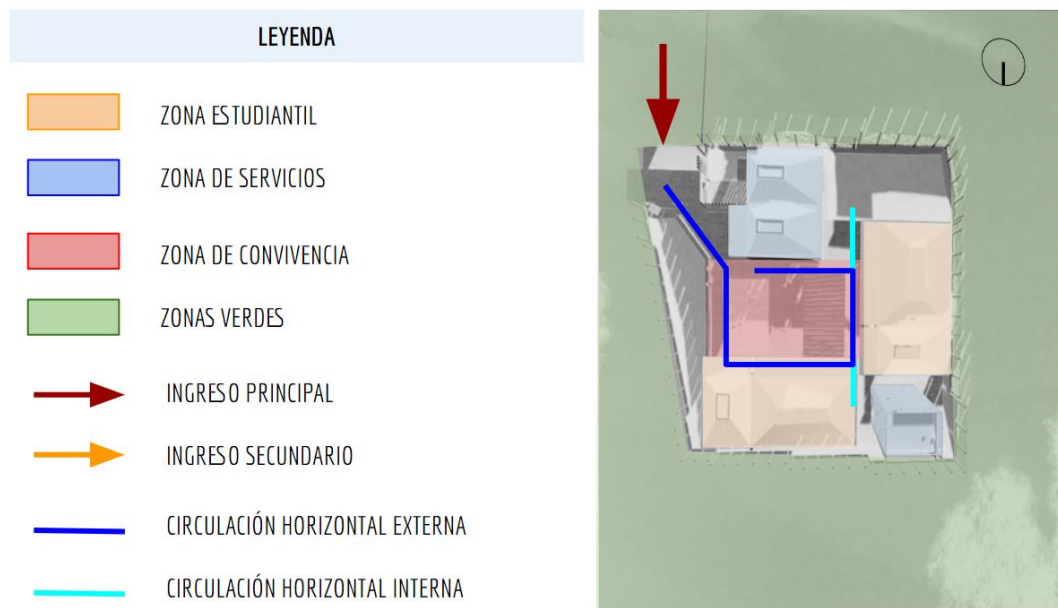 LEYENDA
ZONA ESTUDIANTIL
ZONA DE SERVICIOS
ZONA DE CONVIVENCIA
ZONAS VERDES
INGRESO PRINCIPAL
INGRESO SECUNDARIO
CIRCULACIÓN HORIZONTAL EXTERNA
CIRCULACIÓN HORIZONTAL INTERNA